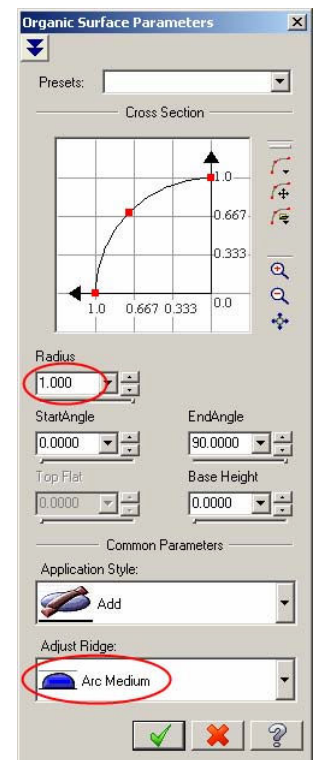 Organic Surface Parameters
Presets:
Cross Section
1.0
0.667
0.333
0.0
1.0 0.667 0.333
Radius
1.000
StartAngle EndAngle
0.0000 90.0000
Top Flat Base Height
0.0000 0.0000
Common Parameters
Application Style:
Add
Adjust Ridge:
Arc Medium